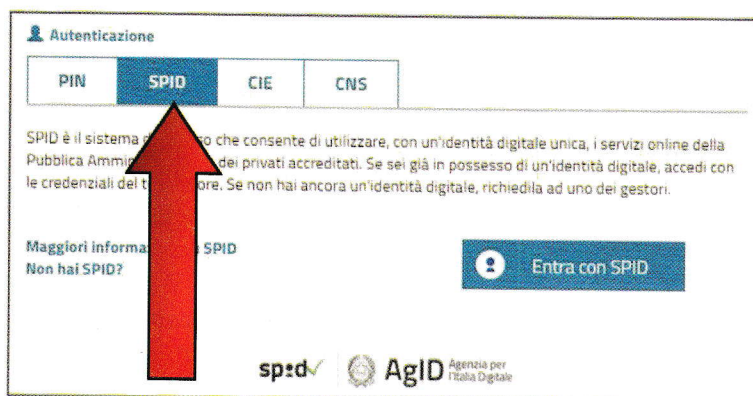 Autenticazione
PIN SPID CIE CNS
SPID è il sistema d so che consente di utilizzare, con un'identità digitale unica, i servizi online della
Pubblica Ammini dei privati accreditati. Se sei già in possesso di un'identità digitale, accedi con
le credenziali del t ore. Se non hai ancora un'identità digitale, richiedila ad uno dei gestori.
Maggiori informa SPID
Non hai SPID?
Entra con SPID
sp:d AgID Agenzia per
l'Italia Digitale